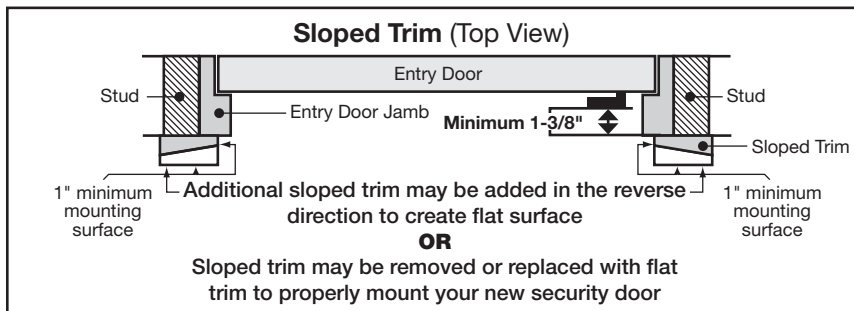 Sloped Trim (Top View)
Entry Door
Stud
Stud
Entry Door Jamb
Minimum 1-3/8"
Sloped Trim
1" minimum
mounting
surface
Additional sloped trim may be added in the reverse
direction to create flat surface
1" minimum
mounting
surface
OR
Sloped trim may be removed or replaced with flat
trim to properly mount your new security door